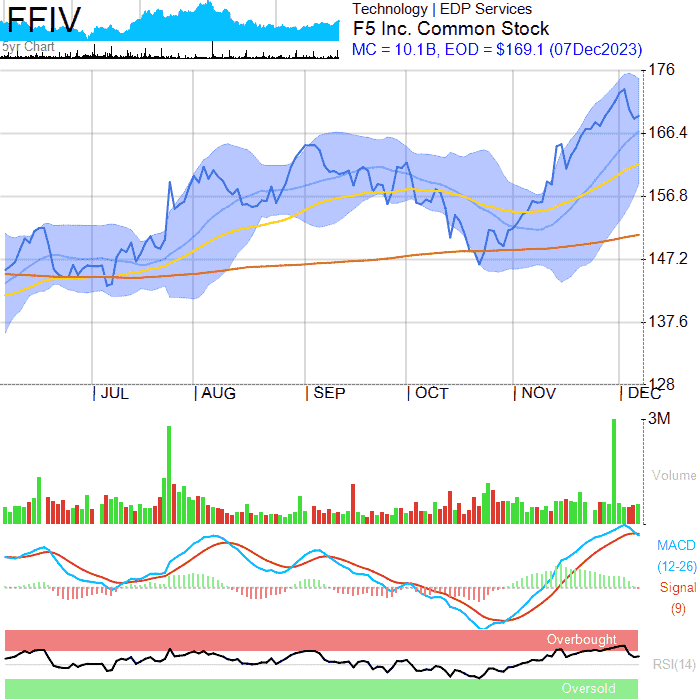 FFIV
5yr Chart
Technology | EDP Services
F5 Inc. Common Stock
MC = 10.1B, EOD = $169.1 (07Dec2023)
176
166.4
156.8
147.2
137.6
128
JUL
AUG
SEP
OCT
NOV
DEC
3M
Volume
MACD
(12-26)
Signal
(9)
Overbought
RSI(14)
Oversold